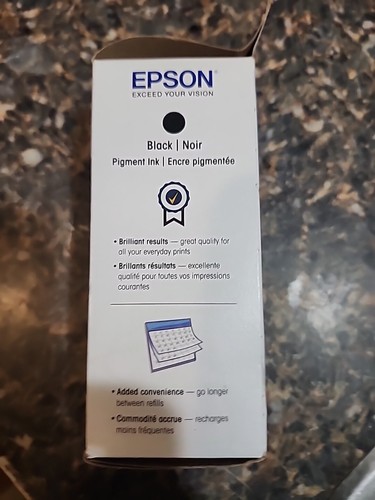 EPSON
EXCEED YOUR VISION
Black | Noir
Pigment Ink | Encre pigmentée
• Brilliant results — great quality for
all your everyday prints
• Brillants résultats — excellente
qualité pour toutes vos impressions
courantes
• Added convenience — go longer
between refills
• Commodité accrue — recharges
moins fréquentes